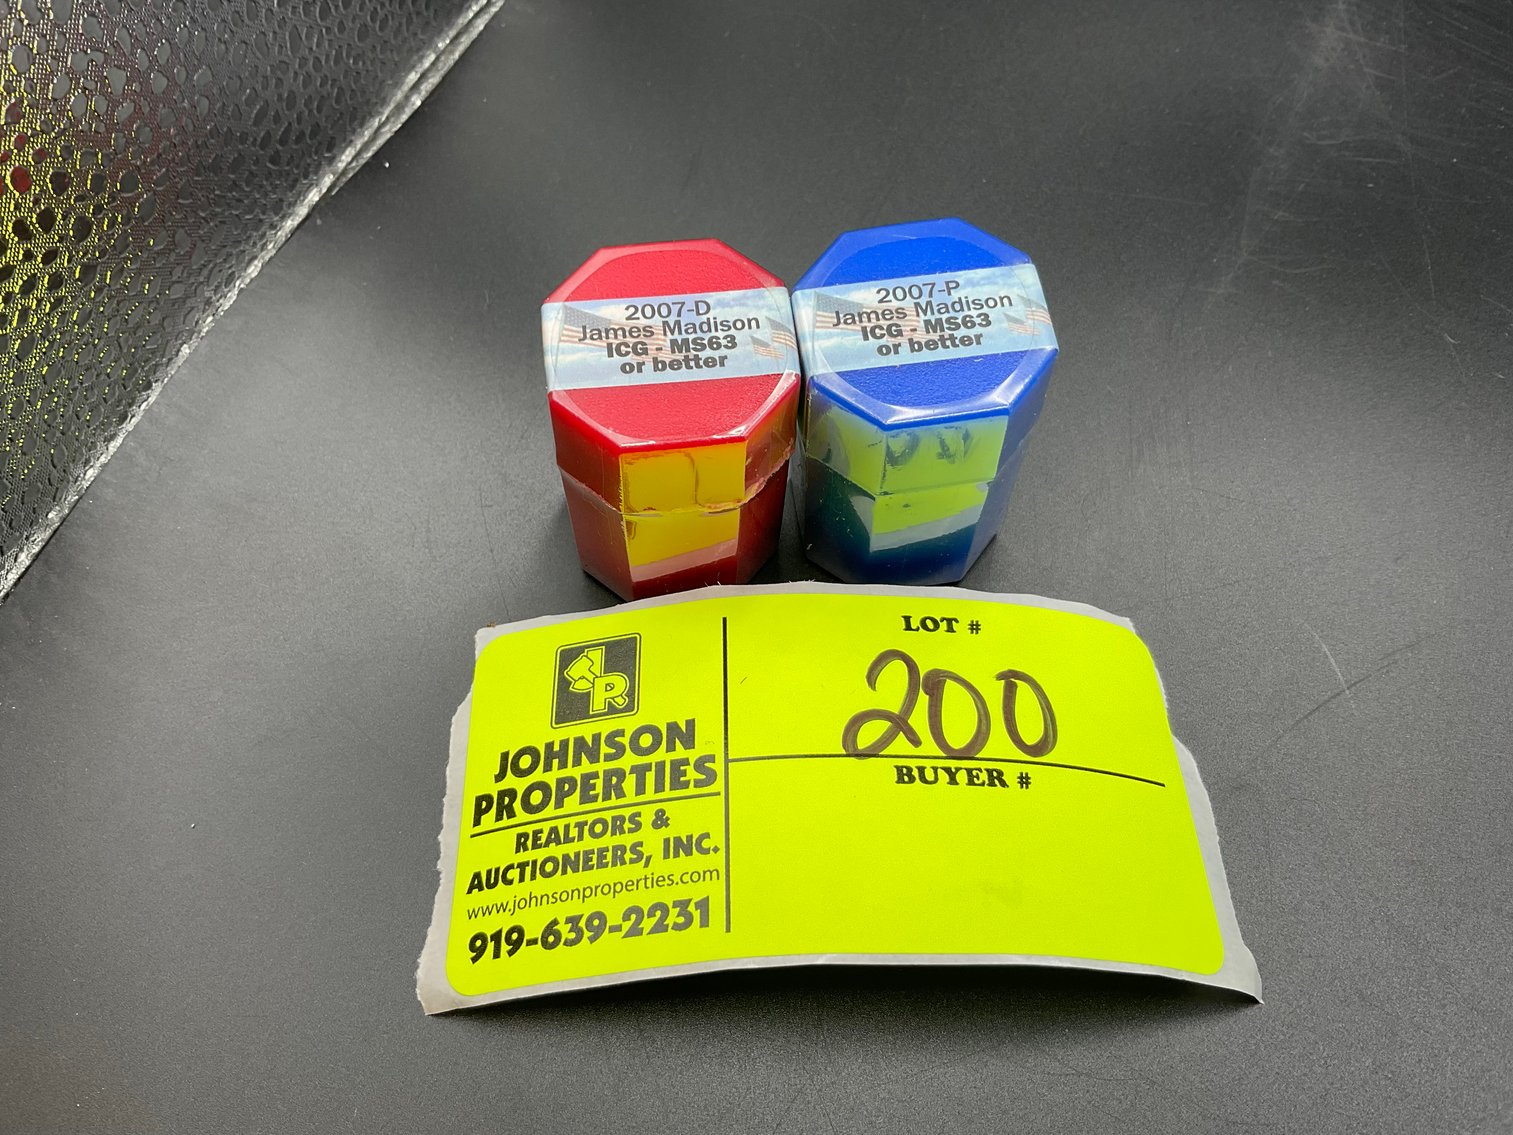 2007-D
James Madison
ICG - MS63
or better
2007-P
James Madison
ICG - MS63
or better
JP
JOHNSON
PROPERTIES
REALTORS &
AUCTIONEERS, INC.
www.johnsonproperties.com
919-639-2231
LOT #
200
BUYER #